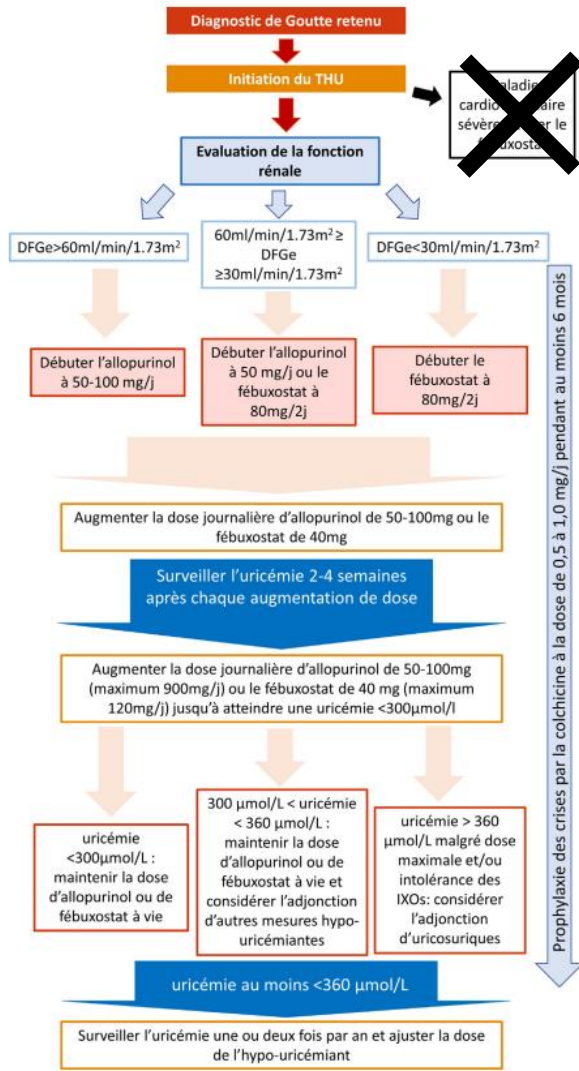 Diagnostic de Goutte retenu
Initiation du THU
cardio
sévère
le
Evaluation de la fonction
rénale
DFGe>60ml/min/1.73m²
60ml/min/1.73m² ≥
DFGe
≥30ml/min/1.73m²
DFGe<30ml/min/1.73m²
Débuter l'allopurinol
à 50-100 mg/j
Débuter l'allopurinol
à 50 mg/j ou le
fébuxostat à
80mg/2j
Débuter le
fébuxostat à
80mg/2j
Augmenter la dose journalière d'allopurinol de 50-100mg ou le
fébuxostat de 40mg
Surveiller l'uricémie 2-4 semaines
après chaque augmentation de dose
Augmenter la dose journalière d'allopurinol de 50-100mg
(maximum 900mg/j) ou le fébuxostat de 40 mg (maximum
120mg/j) jusqu'à atteindre une uricémie <300µmol/l
uricémie
<300µmol/L :
maintenir la dose
d'allopurinol ou de
fébuxostat à vie
300 µmol/L < uricémie
< 360 µmol/L :
maintenir la dose
d'allopurinol ou de
fébuxostat à vie et
considérer l'adjonction
d'autres mesures hypo-
uricémiantes
uricémie > 360
µmol/L malgré dose
maximale et/ou
intolérance des
IXOs: considérer
l'adjonction
d'uricosuriques
uricémie au moins <360 µmol/L
Surveiller l'uricémie une ou deux fois par an et ajuster la dose
de l'hypo-uricémiant
Prophylaxie des crises par la colchicine à la dose de 0,5 à 1,0 mg/j pendant au moins 6 mois